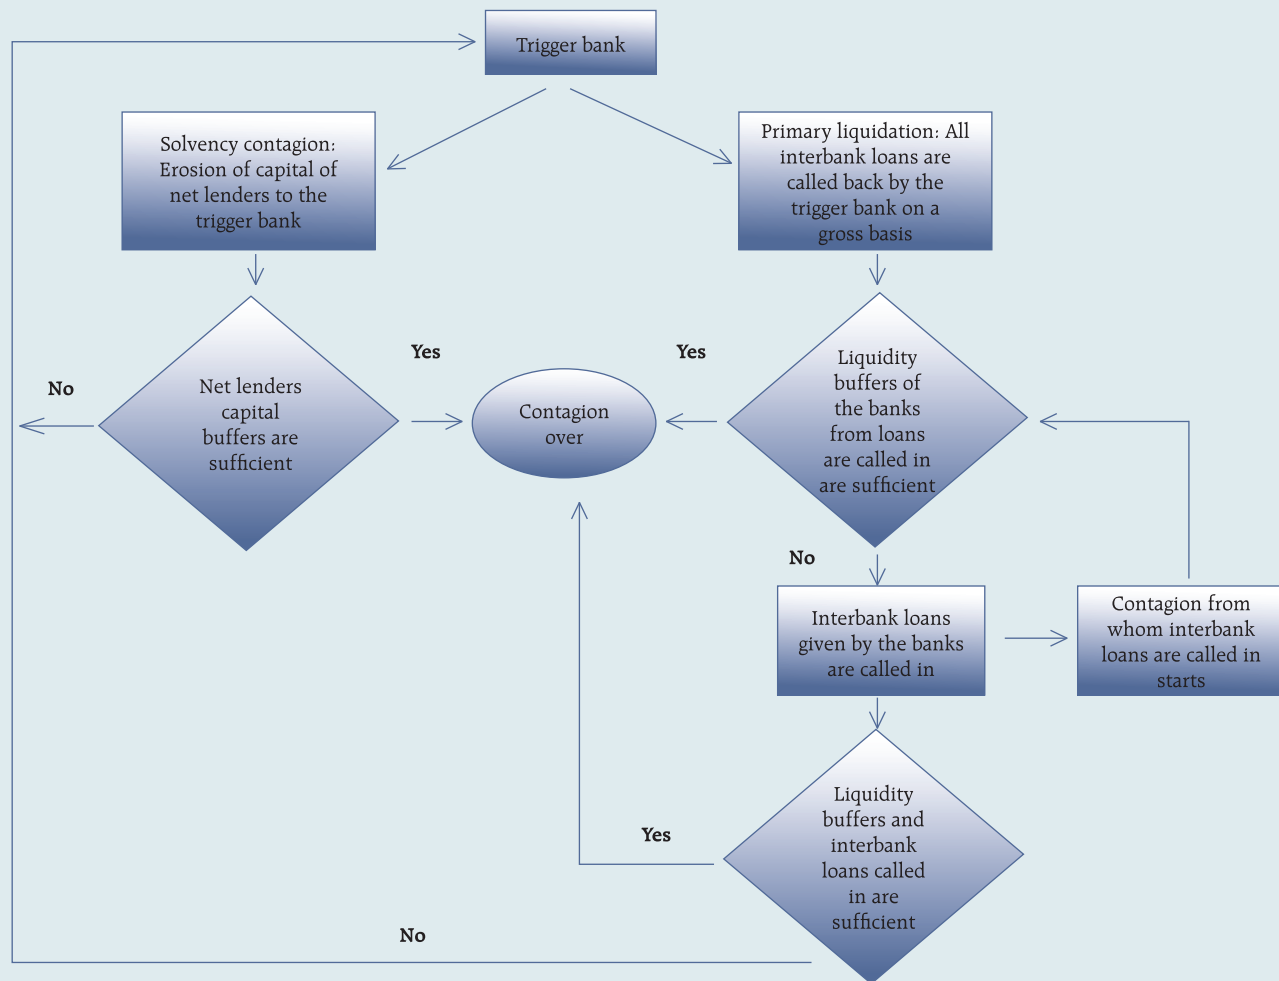 Trigger bank
Solvency contagion:
Erosion of capital of
net lenders to the
trigger bank
Primary liquidation: All
interbank loans are
called back by the
trigger bank on a
gross basis
No
Net lenders
capital
buffers are
sufficient
Yes
Contagion
over
Yes
Liquidity
buffers of
the banks
from loans
are called in
are sufficient
No
Interbank loans
given by the banks
are called in
Contagion from
whom interbank
loans are called in
starts
Liquidity
buffers and
interbank
loans called
in are
sufficient
Yes
No